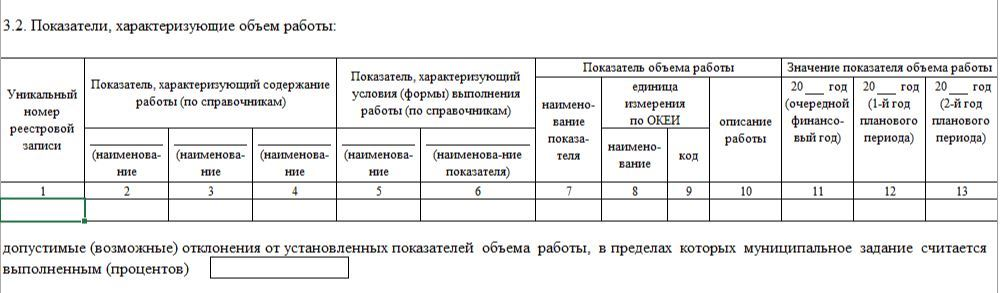 3.2. Показатели, характеризующие объем работы:
Уникальный
номер
реестровой
записи
Показатель, характеризующий содержание
работы (по справочникам)
(наименова-
ние
(наименова-
ние
(наименова-
ние
Показатель, характеризующий
условия (формы) выполнения
работы (по справочникам)
(наименова-
ние
(наименова-ние
показателя)
Показатель объема работы
наимено-
вание
показа-
теля
единица
измерения
по ОКЕИ
наимено-
вание
код
описание
работы
Значение показателя объема работы
20___ год
(очередной
финансо-
вый год)
20___ год
(1-й год
планового
периода)
20___ год
(2-й год
планового
периода)
1 2 3 4 5 6 7 8 9 10 11 12 13
допустимые (возможные) отклонения от установленных показателей объема работы, в пределах которых муниципальное задание считается
выполненным (процентов)